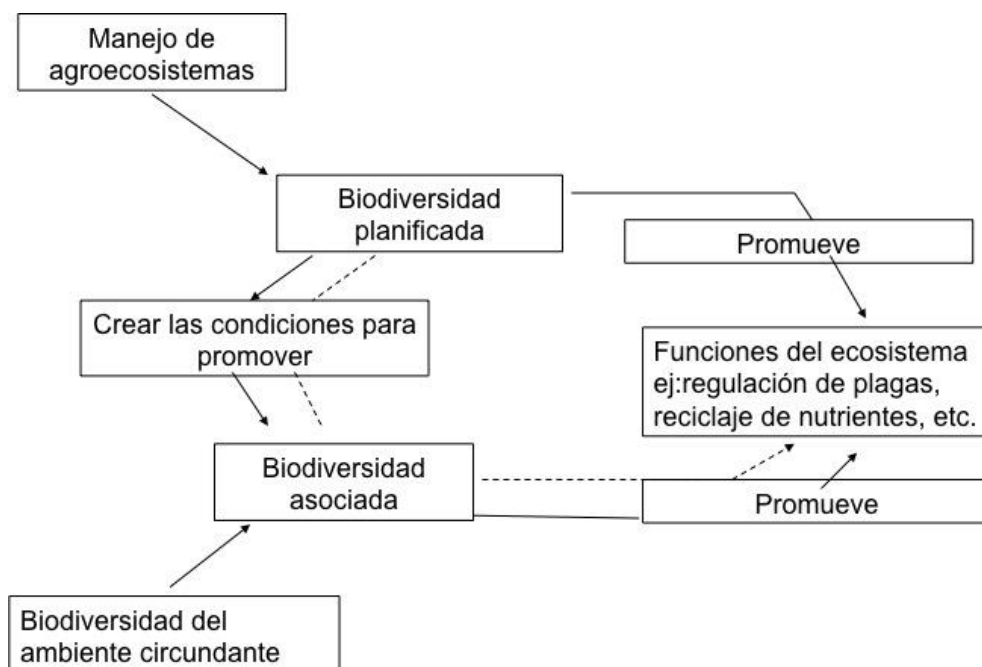 Manejo de
agroecosistemas
Biodiversidad
planificada
Promueve
Crear las condiciones para
promover
Funciones del ecosistema
ej:regulación de plagas,
reciclaje de nutrientes, etc.
Biodiversidad
asociada
Promueve
Biodiversidad del
ambiente circundante